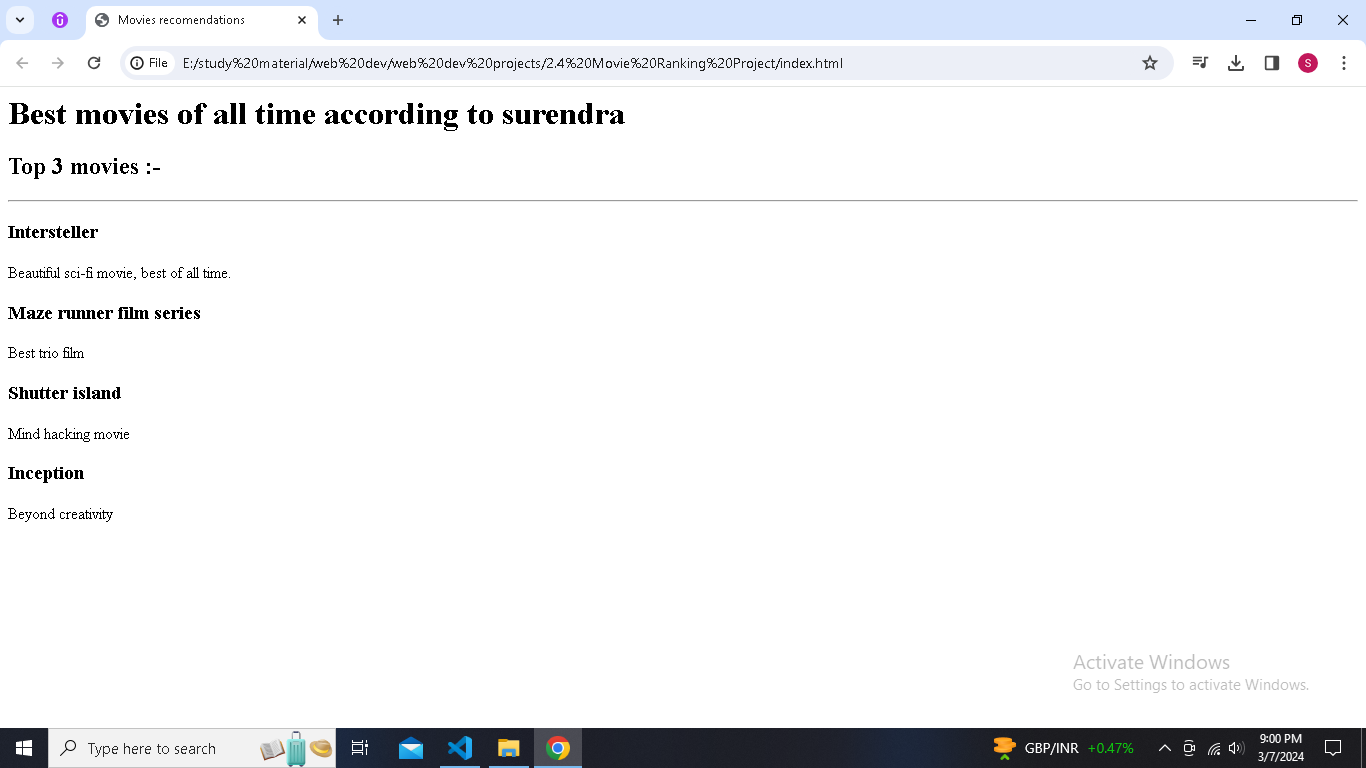 Movies recomendations
File
E:/study%20material/web%20dev/web%20dev%20projects/2.4%20Movie%20Ranking%20Project/index.html
S
Best movies of all time according to surendra
Top 3 movies :-
Intersteller
Beautiful sci-fi movie, best of all time.
Maze runner film series
Best trio film
Shutter island
Mind hacking movie
Inception
Beyond creativity
Activate Windows
Go to Settings to activate Windows.
Type here to search
GBP/INR +0.47%
9:00 PM
3/7/2024